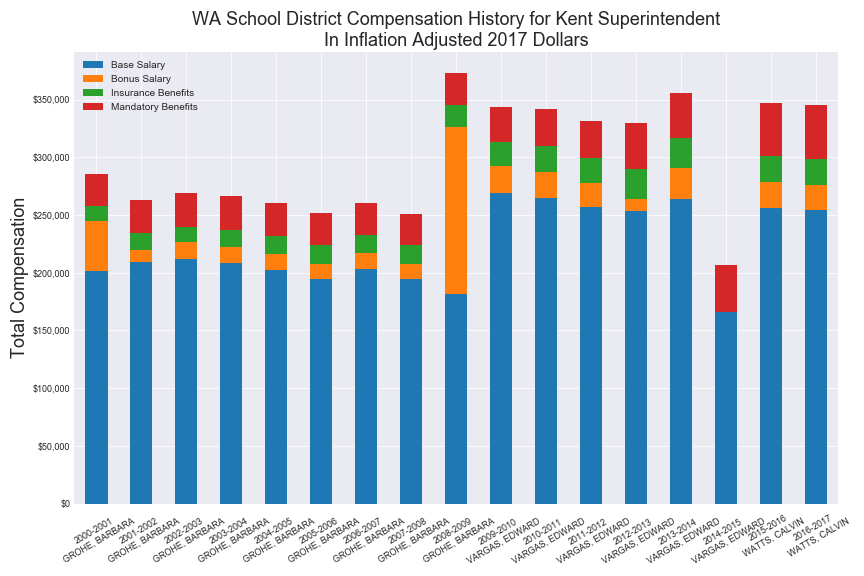 WA School District Compensation History for Kent Superintendent
In Inflation Adjusted 2017 Dollars
Base Salary
Bonus Salary
Insurance Benefits
Mandatory Benefits
Total Compensation
$350,000
$300,000
$250,000
$200,000
$150,000
$100,000
$50,000
$0
2000-2001
GROHE, BARBARA
2001-2002
GROHE, BARBARA
2002-2003
GROHE, BARBARA
2003-2004
GROHE, BARBARA
2004-2005
GROHE, BARBARA
2005-2006
GROHE, BARBARA
2006-2007
GROHE, BARBARA
2007-2008
GROHE, BARBARA
2008-2009
GROHE, BARBARA
2009-2010
VARGAS, EDWARD
2010-2011
VARGAS, EDWARD
2011-2012
VARGAS, EDWARD
2012-2013
VARGAS, EDWARD
2013-2014
VARGAS, EDWARD
2014-2015
VARGAS, EDWARD
2015-2016
WATTS, CALVIN
2016-2017
WATTS, CALVIN